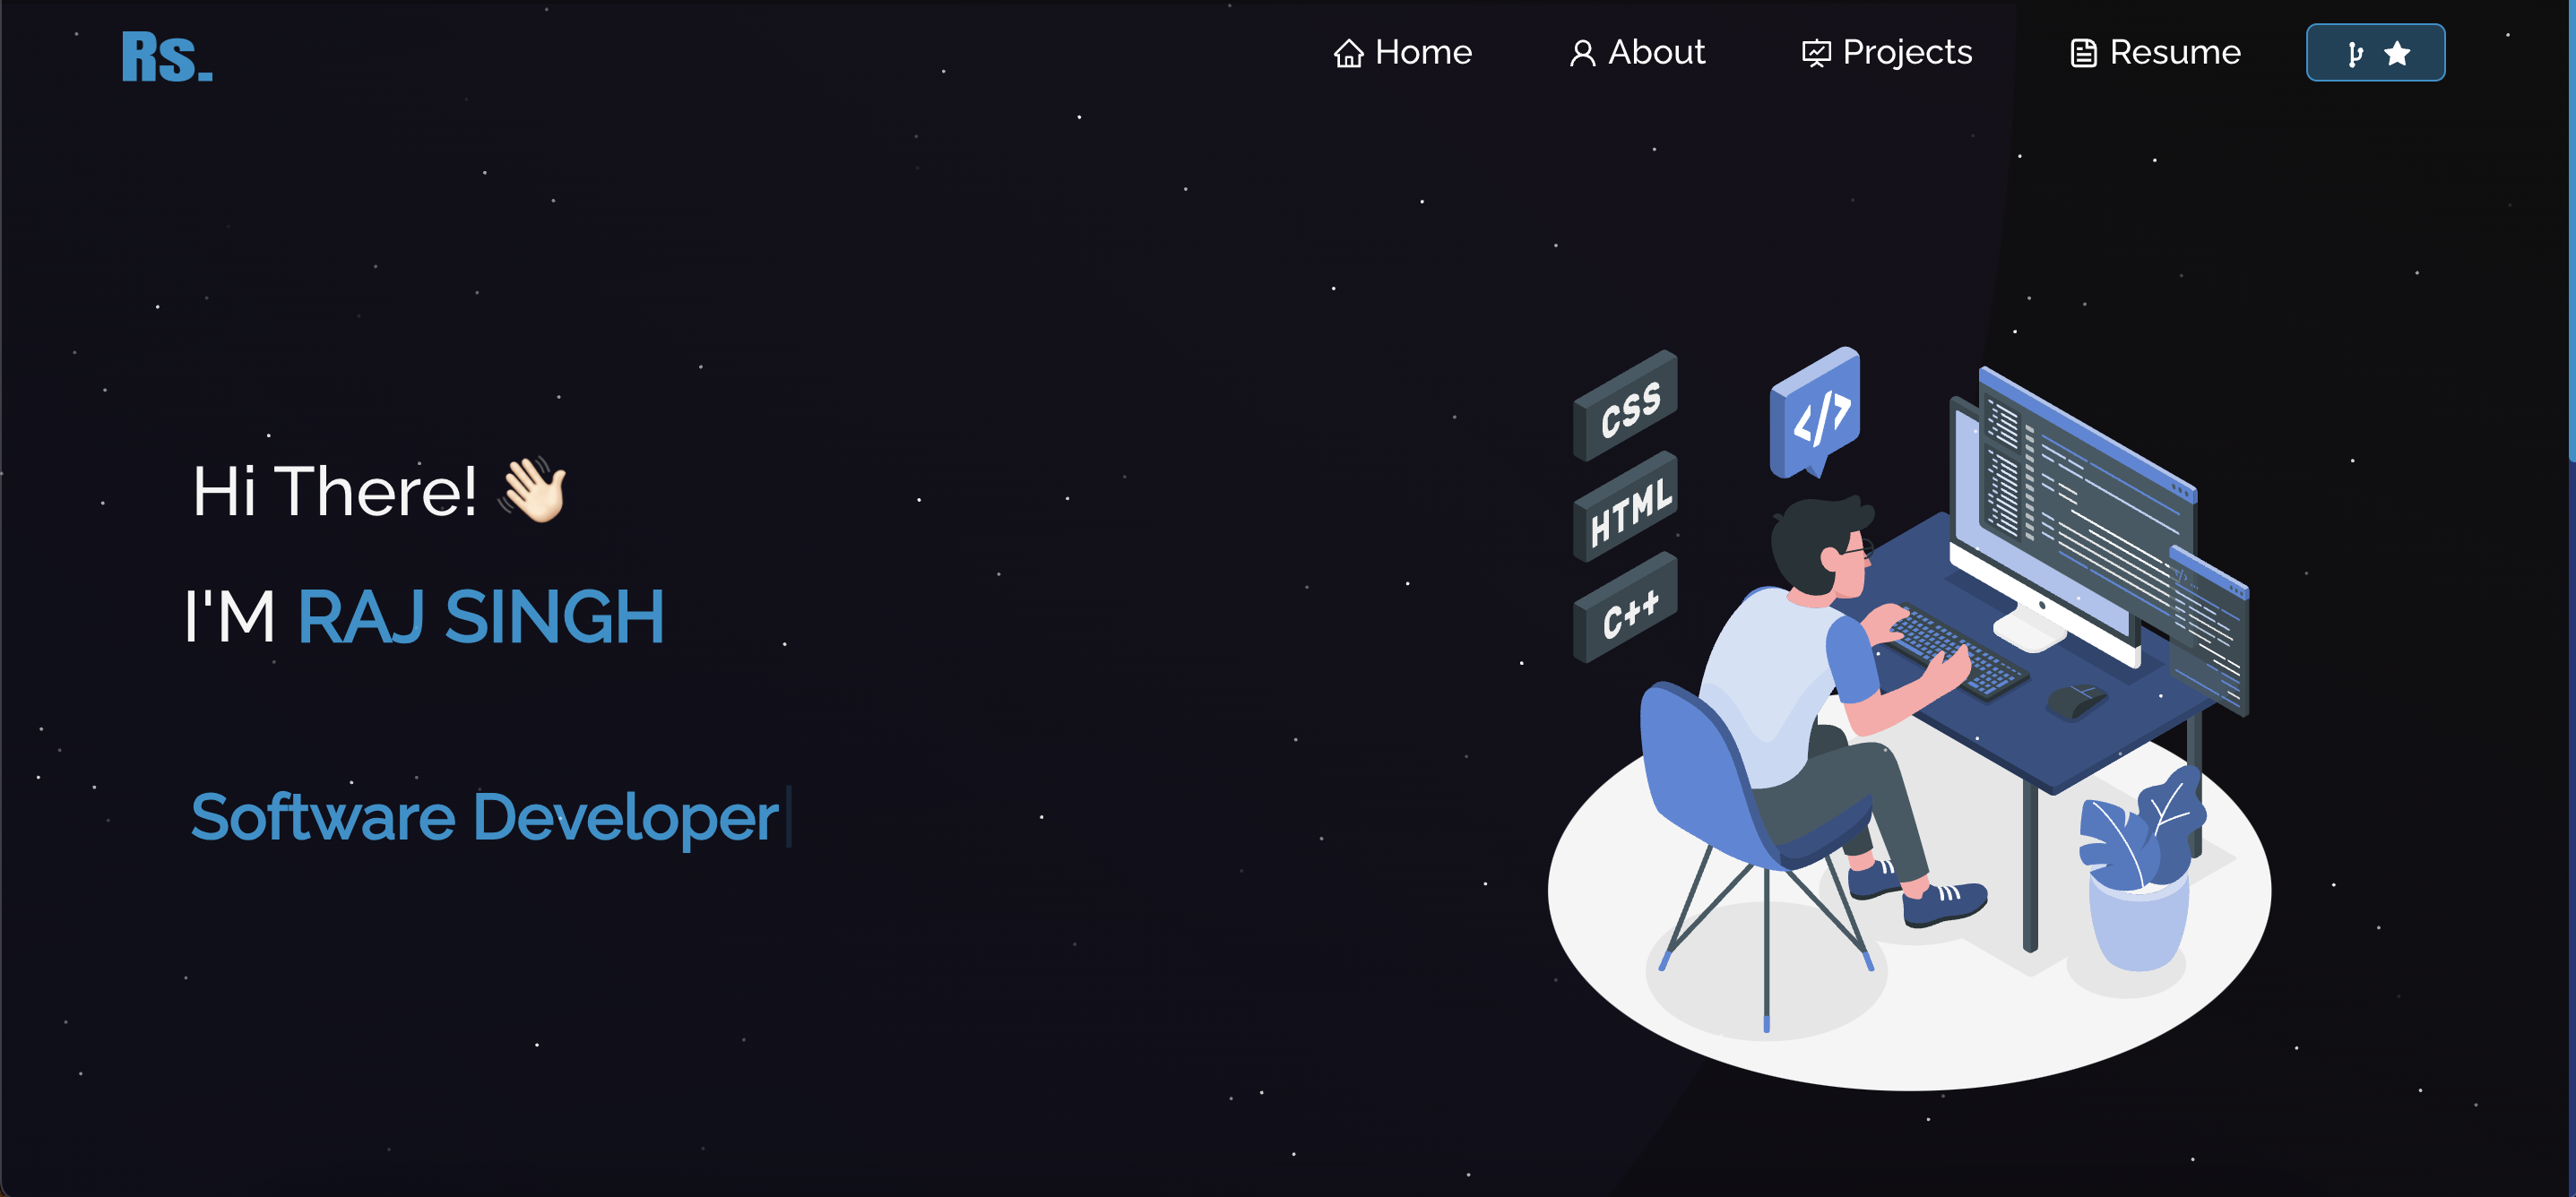 Rs.
Home About Projects Resume
Hi There! 👋🏻
I'M RAJ SINGH
Software Developer
CSS
</>
HTML
C++